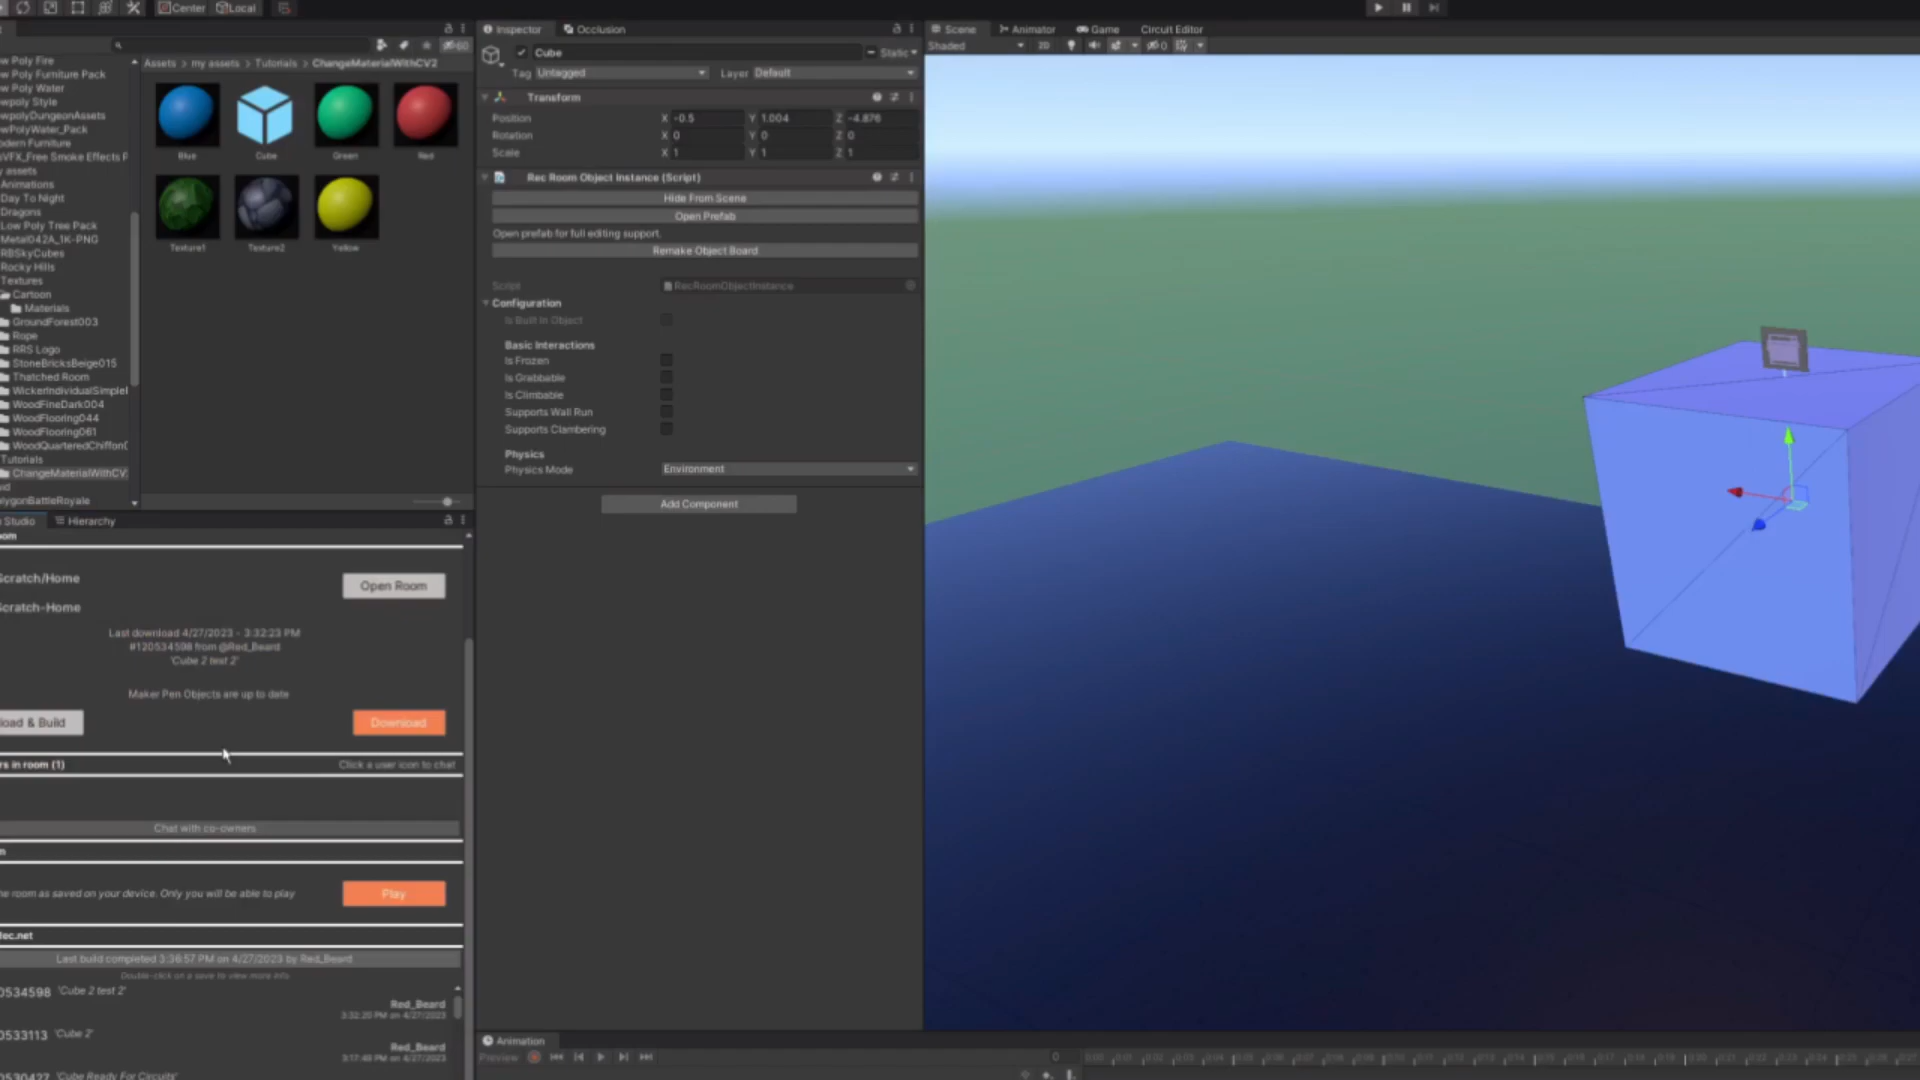 Center Local
Inspector Occlusion
Scene Animator Game Circuit Editor
60
Shaded 2D
Cube Static
Tag Untagged Layer Default
w Poly Fire
w Poly Furniture Pack
w Poly Water
wpoly Style
wpolyDungeonAssets
wPolyWater_Pack
odern Furniture
VFX_Free Smoke Effects P
y assets
Animations
Day To Night
Dragons
Low Poly Tree Pack
Metal042A_1K-PNG
RBSkyCubes
Rocky Hills
Textures
Cartoon
Materials
GroundForest003
Rope
RRS Logo
StoneBricksBeige015
Thatched Room
WickerIndividualSimpleI
WoodFineDark004
WoodFlooring044
WoodFlooring061
WoodQuarteredChiffon
Tutorials
ChangeMaterialWithCV
lygonBattleRoyale
Assets > my assets > Tutorials > ChangeMaterialWithCV2
Blue Cube Green Red
Texture1 Texture2 Yellow
Transform
Position X -0.5 Y 1.004 Z -4.876
Rotation X 0 Y 0 Z 0
Scale X 1 Y 1 Z 1
Rec Room Object Instance (Script)
Hide From Scene
Open Prefab
Open prefab for full editing support.
Remake Object Board
Script RecRoomObjectInstance
Configuration
Is Built In Object
Basic Interactions
Is Frozen
Is Grabbable
Is Climbable
Supports Wall Run
Supports Clambering
Physics
Physics Mode Environment
Add Component
Studio Hierarchy
oom
Scratch/Home
Open Room
Scratch-Home
Last download 4/27/2023 - 3:32:23 PM
#120534598 from @Red_Beard
'Cube 2 test 2'
Maker Pen Objects are up to date
load & Build Download
rs in room (1) Click a user icon to chat
Chat with co-owners
m
he room as saved on your device. Only you will be able to play
Play
Rec.net
Last build completed 3:36:57 PM on 4/27/2023 by Red_Beard
Double-click on a save to view more info
0534598 'Cube 2 test 2'
Red_Beard
3:32:20 PM on 4/27/2023
0533113 'Cube 2'
Red_Beard
3:17:49 PM on 4/27/2023
0530427 'Cube Ready For Circuits'
Animation
Preview 0